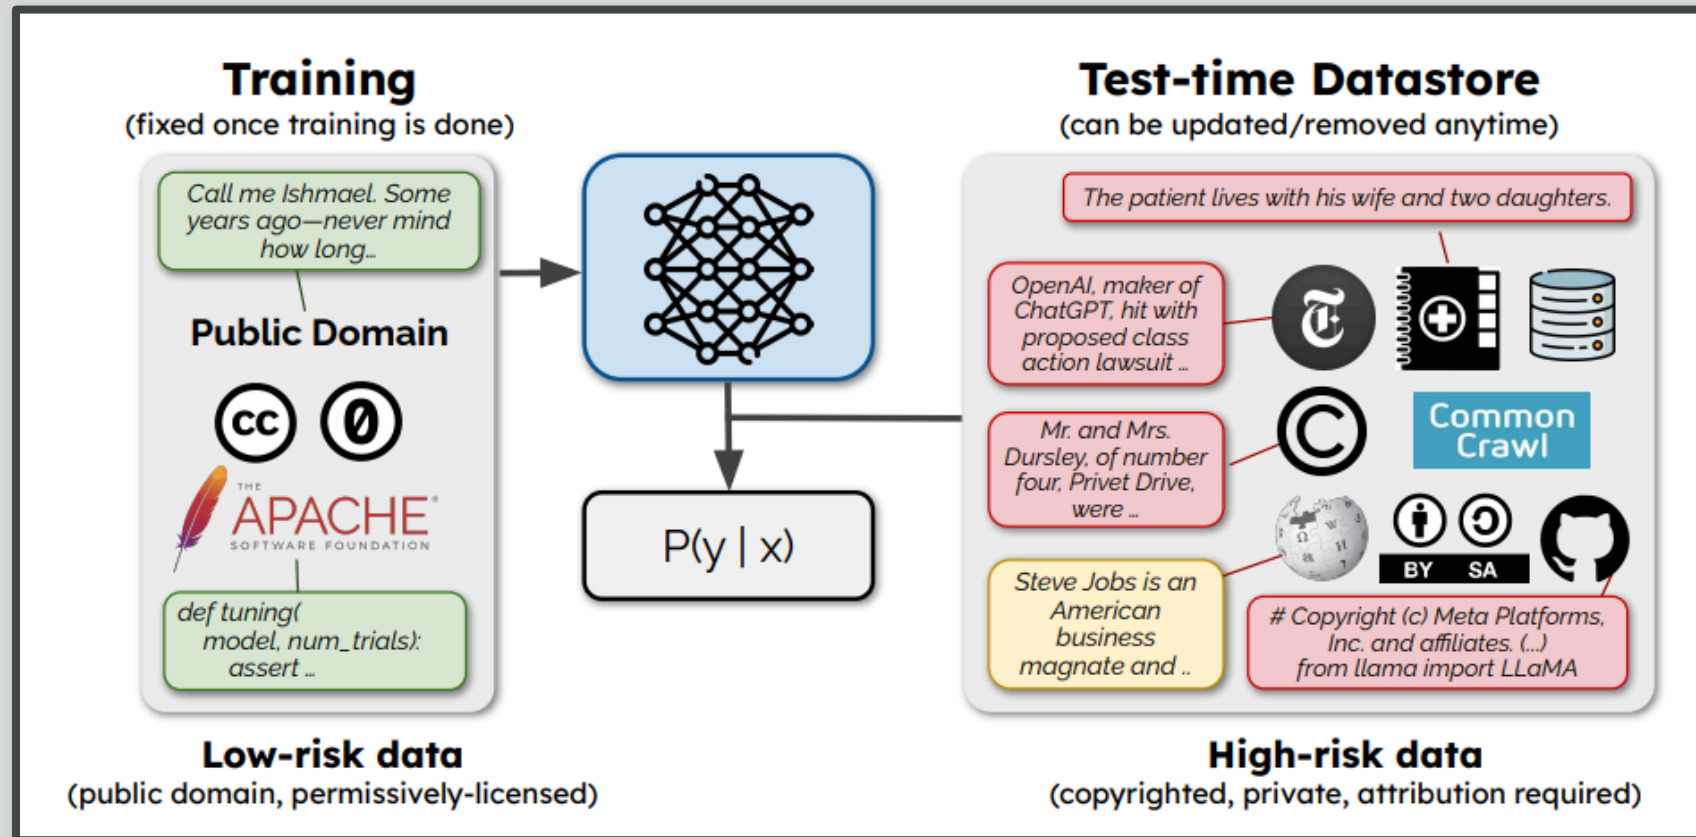 Training
(fixed once training is done)
Call me Ishmael. Some
years ago—never mind
how long...
Public Domain
cc 0
THE
APACHE®
SOFTWARE FOUNDATION
def tuning(
model, num_trials):
assert ...
Low-risk data
(public domain, permissively-licensed)
P(y | x)
Test-time Datastore
(can be updated/removed anytime)
The patient lives with his wife and two daughters.
OpenAI, maker of
ChatGPT, hit with
proposed class
action lawsuit ...
T
Mr. and Mrs.
Dursley, of number
four, Privet Drive,
were ...
©
Common
Crawl
Steve Jobs is an
American
business
magnate and ..
W
Ω
И
7
BY SA
# Copyright (c) Meta Platforms,
Inc. and affiliates. (...)
from llama import LLaMA
High-risk data
(copyrighted, private, attribution required)